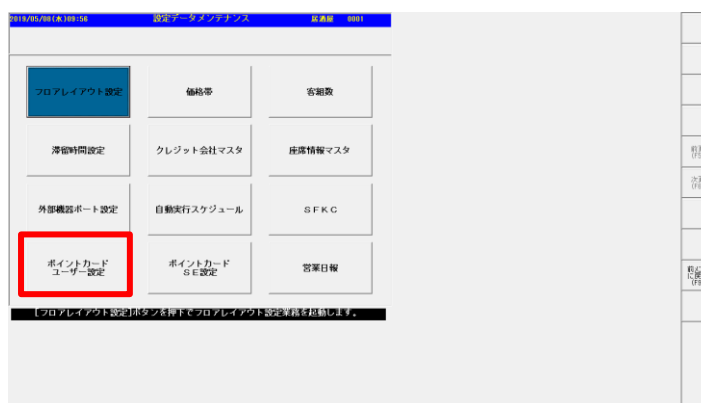 2019/05/08(水)09:56 設定データメンテナンス 居酒屋 0001
フロアレイアウト設定 価格帯 客組数
滞留時間設定 クレジット会社マスタ 座席情報マスタ
外部機器ポート設定 自動実行スケジュール SFKC
ポイントカード
ユーザー設定
ポイントカード
SE設定
営業日報
[フロアレイアウト設定]ボタンを押下でフロアレイアウト設定業務を起動します。